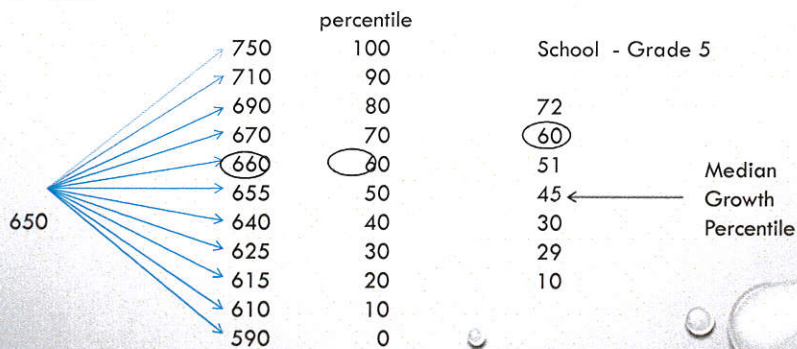 percentile
750 100 School - Grade 5
710 90
690 80 72
670 70 60
660 60 51 Median
655 50 45 Growth
650 640 40 30 Percentile
625 30 29
615 20 10
610 10
590 0